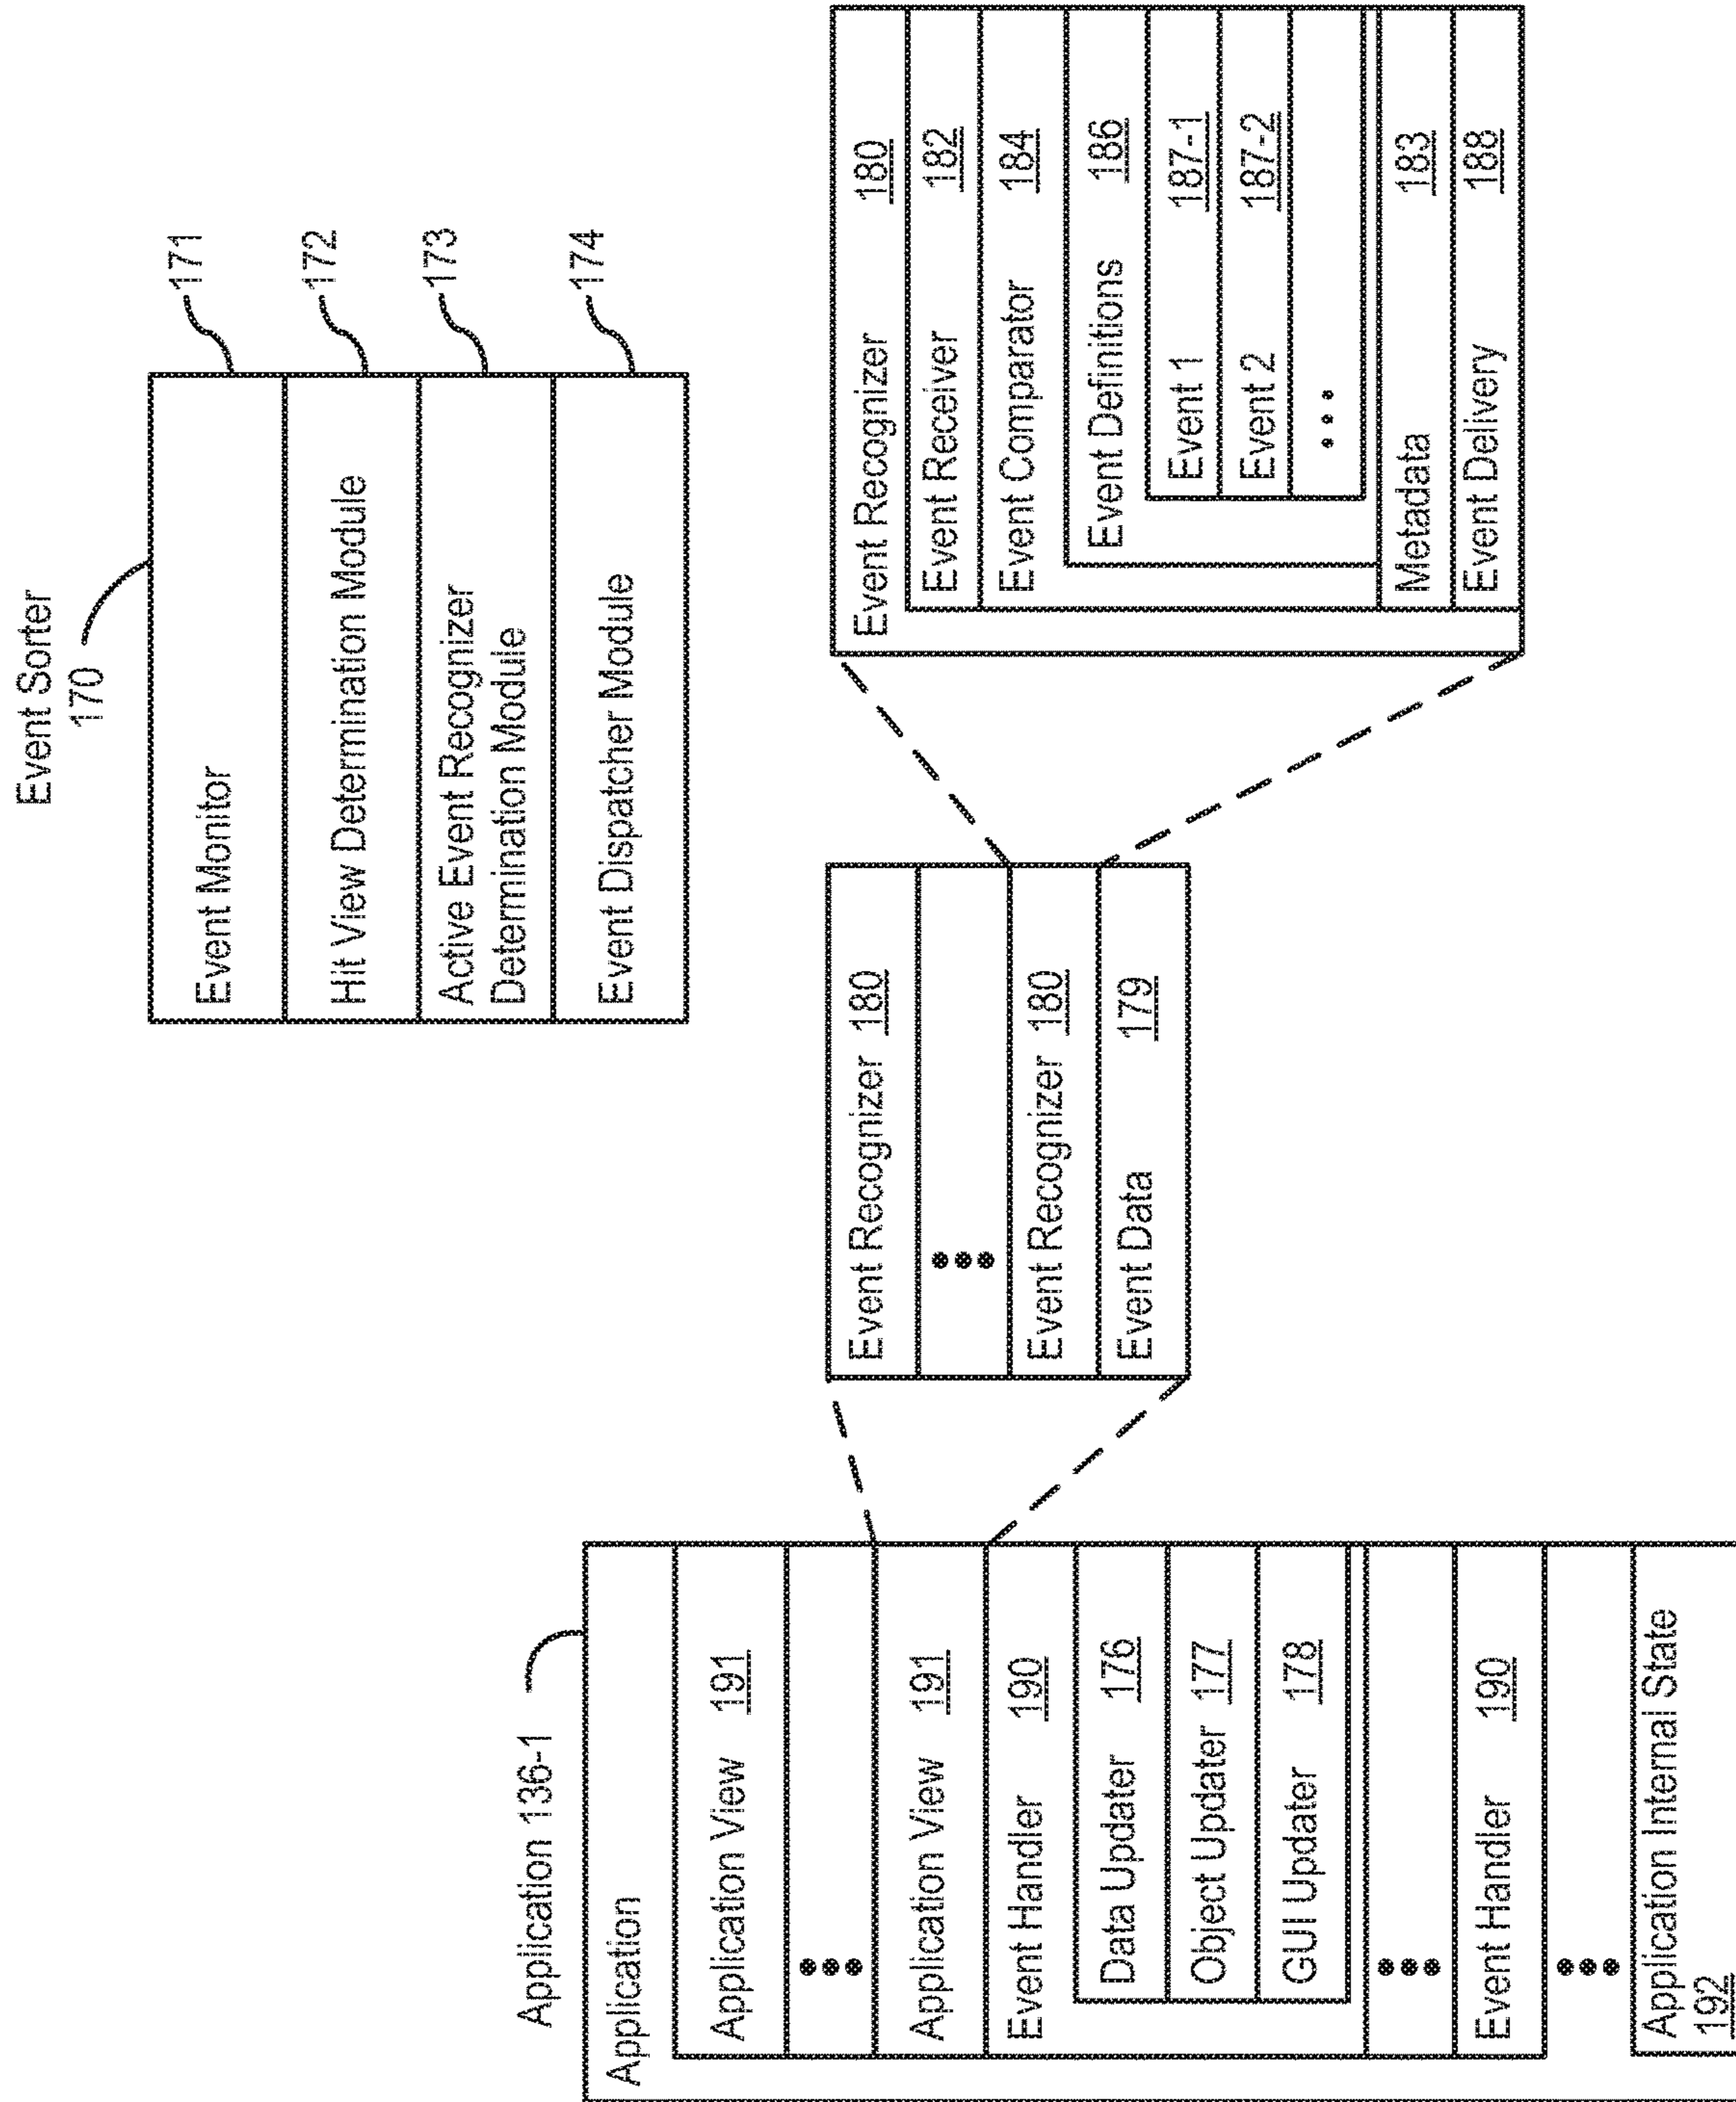 Event Sorter
170
Event Monitor
171
Hit View Determination Module
172
Active Event Recognizer
Determination Module
173
Event Dispatcher Module
174
Application 136-1
Application
Application View 191
•••
Application View 191
Event Handler 190
Data Updater 176
Object Updater 177
GUI Updater 178
•••
Event Handler 190
•••
Application Internal State
192
Event Recognizer 180
•••
Event Recognizer 180
Event Data 179
Event Recognizer 180
Event Receiver 182
Event Comparator 184
Event Definitions 186
Event 1 187-1
Event 2 187-2
...
Metadata 183
Event Delivery 188